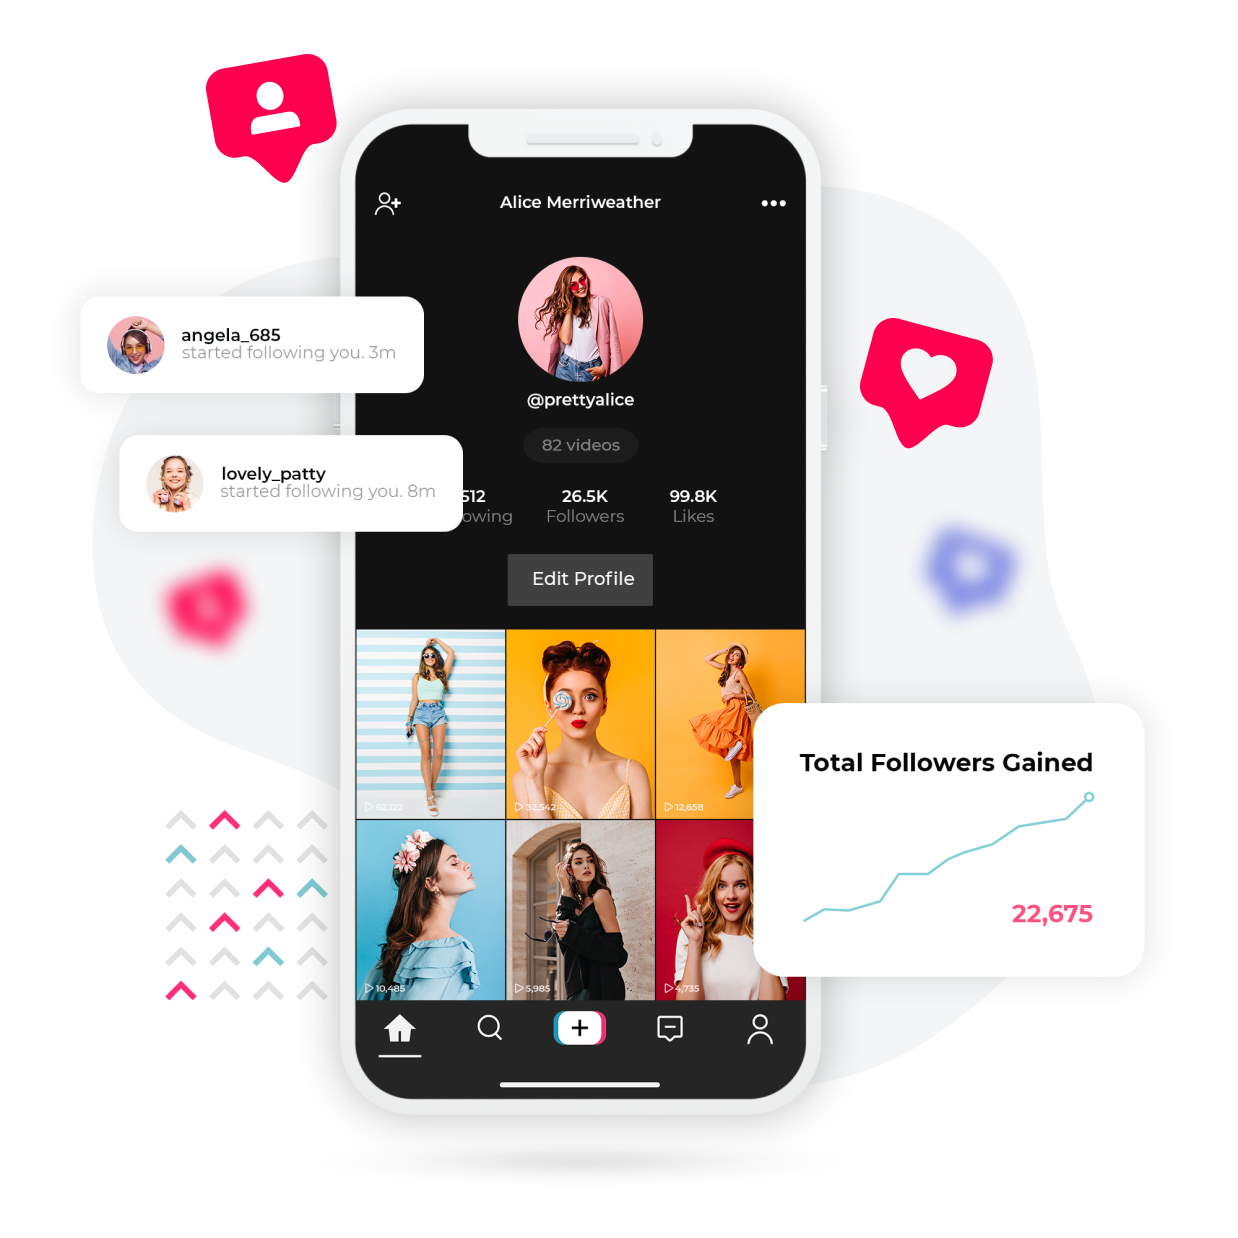 Alice Merriweather
angela_685
started following you. 3m
@prettyalice
82 videos
lovely_patty
started following you. 8m
512 26.5K 99.8K
owing Followers Likes
Edit Profile
62,122 32,542 12,658
Total Followers Gained
22,675
10,485 5,985 4,735